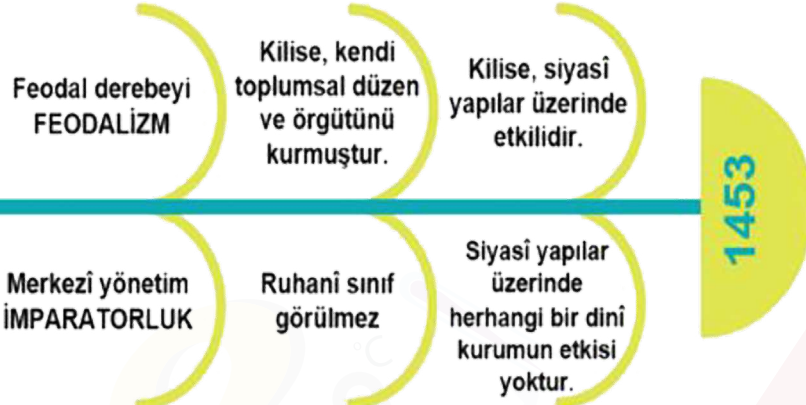 Feodal derebeyi
FEODALİZM
Kilise, kendi
toplumsal düzen
ve örgütünü
kurmuştur.
Kilise, siyasî
yapılar üzerinde
etkilidir.
1453
Merkezî yönetim
İMPARATORLUK
Ruhanî sınıf
görülmez
Siyasî yapılar
üzerinde
herhangi bir dinî
kurumun etkisi
yoktur.